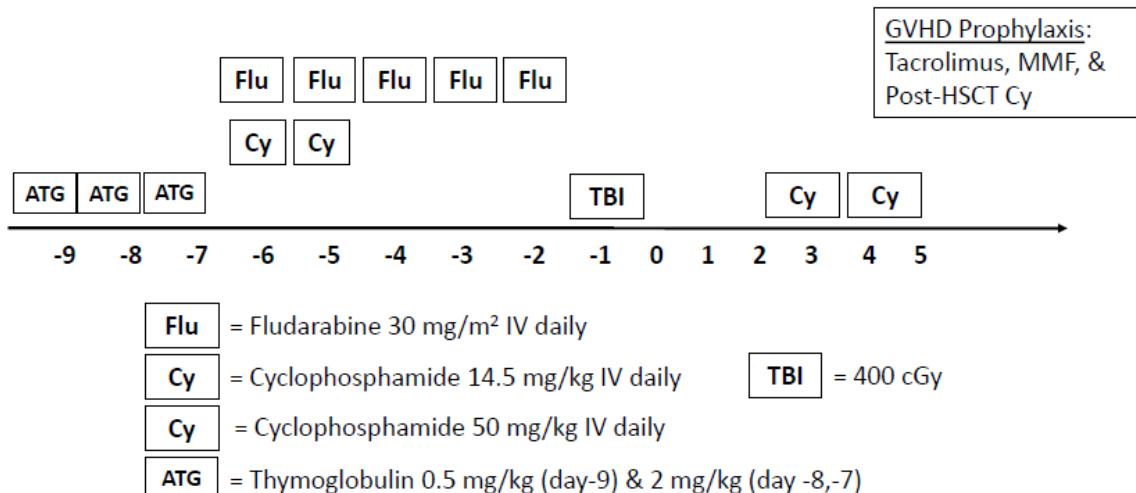 GVHD Prophylaxis:
Tacrolimus, MMF, &
Post-HSCT Cy
Flu Flu Flu Flu Flu
Cy Cy
ATG ATG ATG TBI Cy Cy
-9 -8 -7 -6 -5 -4 -3 -2 -1 0 1 2 3 4 5
Flu = Fludarabine 30 mg/m² IV daily
Cy = Cyclophosphamide 14.5 mg/kg IV daily TBI = 400 cGy
Cy = Cyclophosphamide 50 mg/kg IV daily
ATG = Thymoglobulin 0.5 mg/kg (day-9) & 2 mg/kg (day -8,-7)